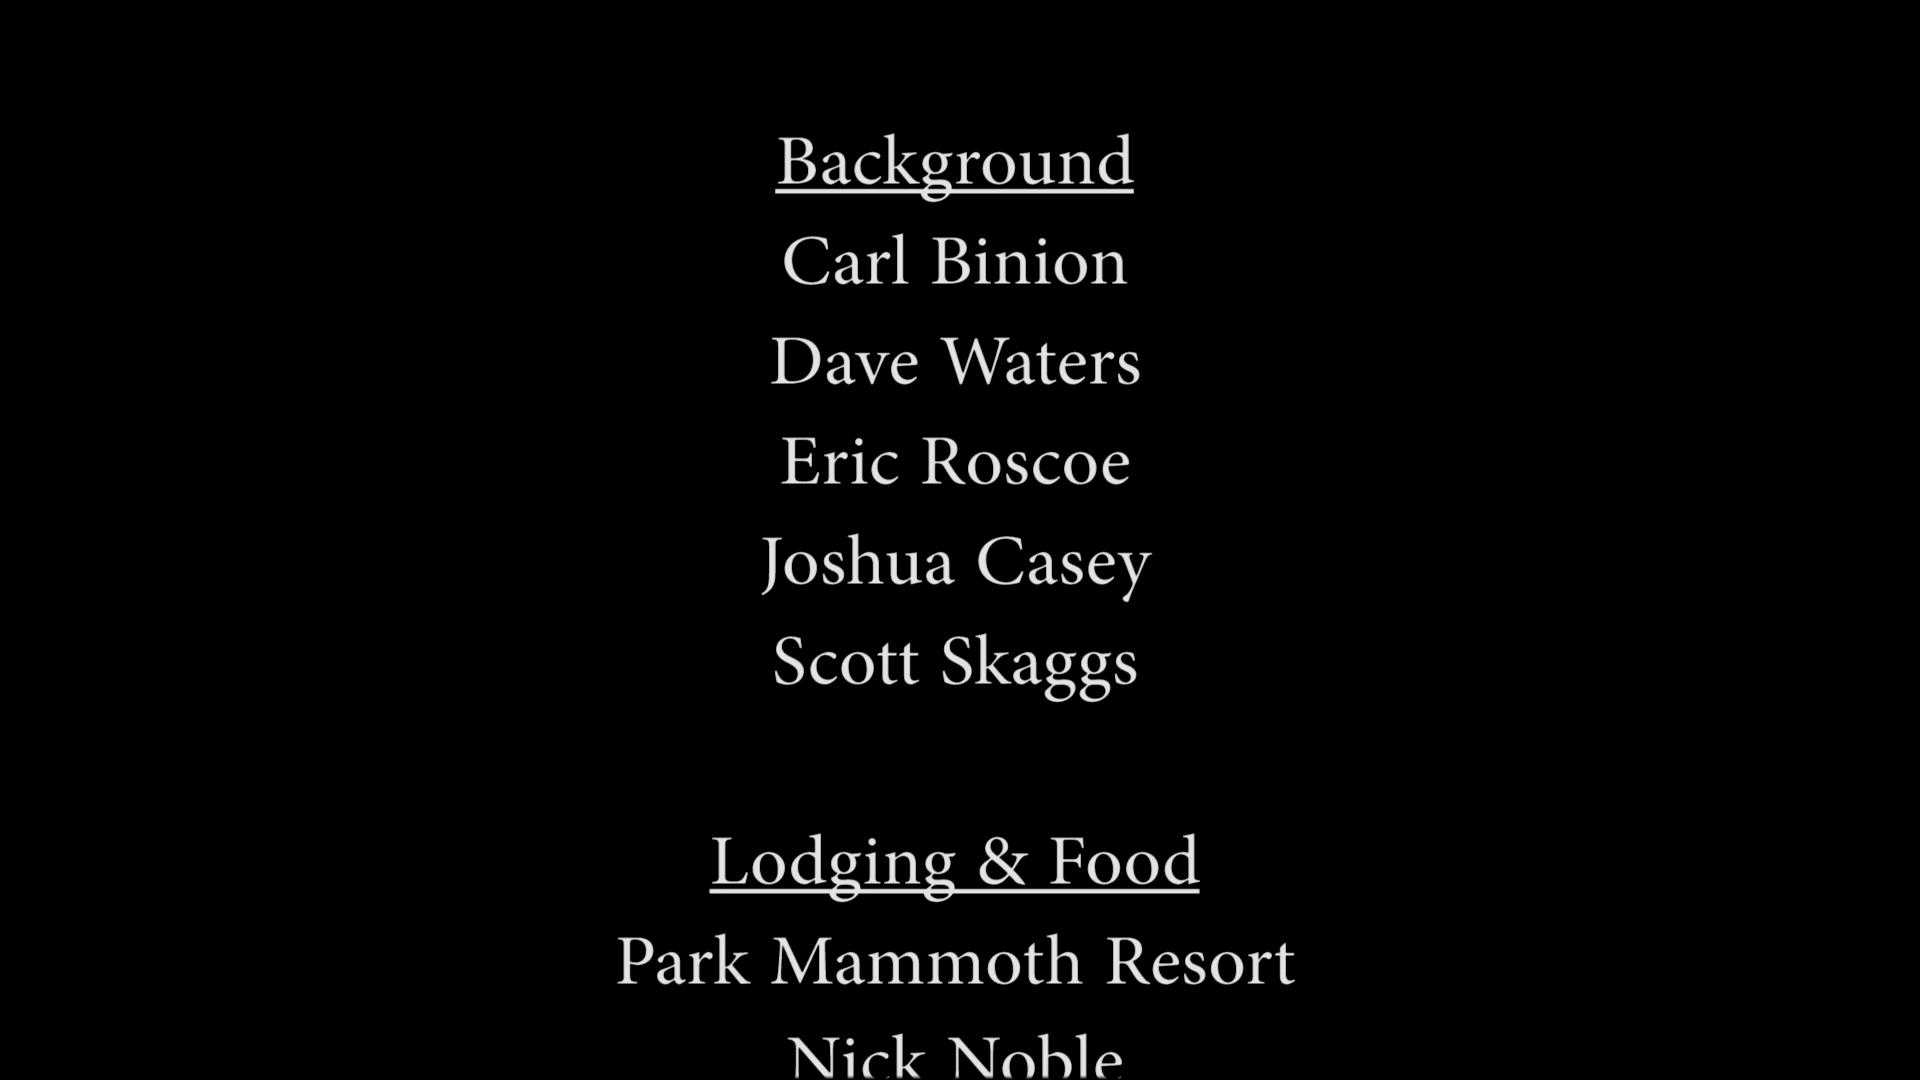 Background
Carl Binion
Dave Waters
Eric Roscoe
Joshua Casey
Scott Skaggs
Lodging & Food
Park Mammoth Resort
Nick Noble